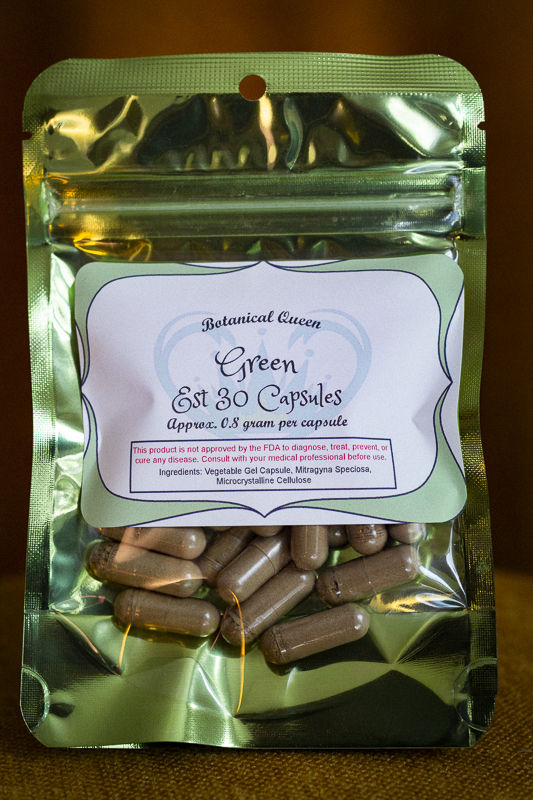 Botanical Queen
Green
Est 30 Capsules
Approx. 0.8 gram per capsule
This product is not approved by the FDA to diagnose, treat, prevent, or
cure any disease. Consult with your medical professional before use.
Ingredients: Vegetable Gel Capsule, Mitragyna Speciosa,
Microcrystalline Cellulose